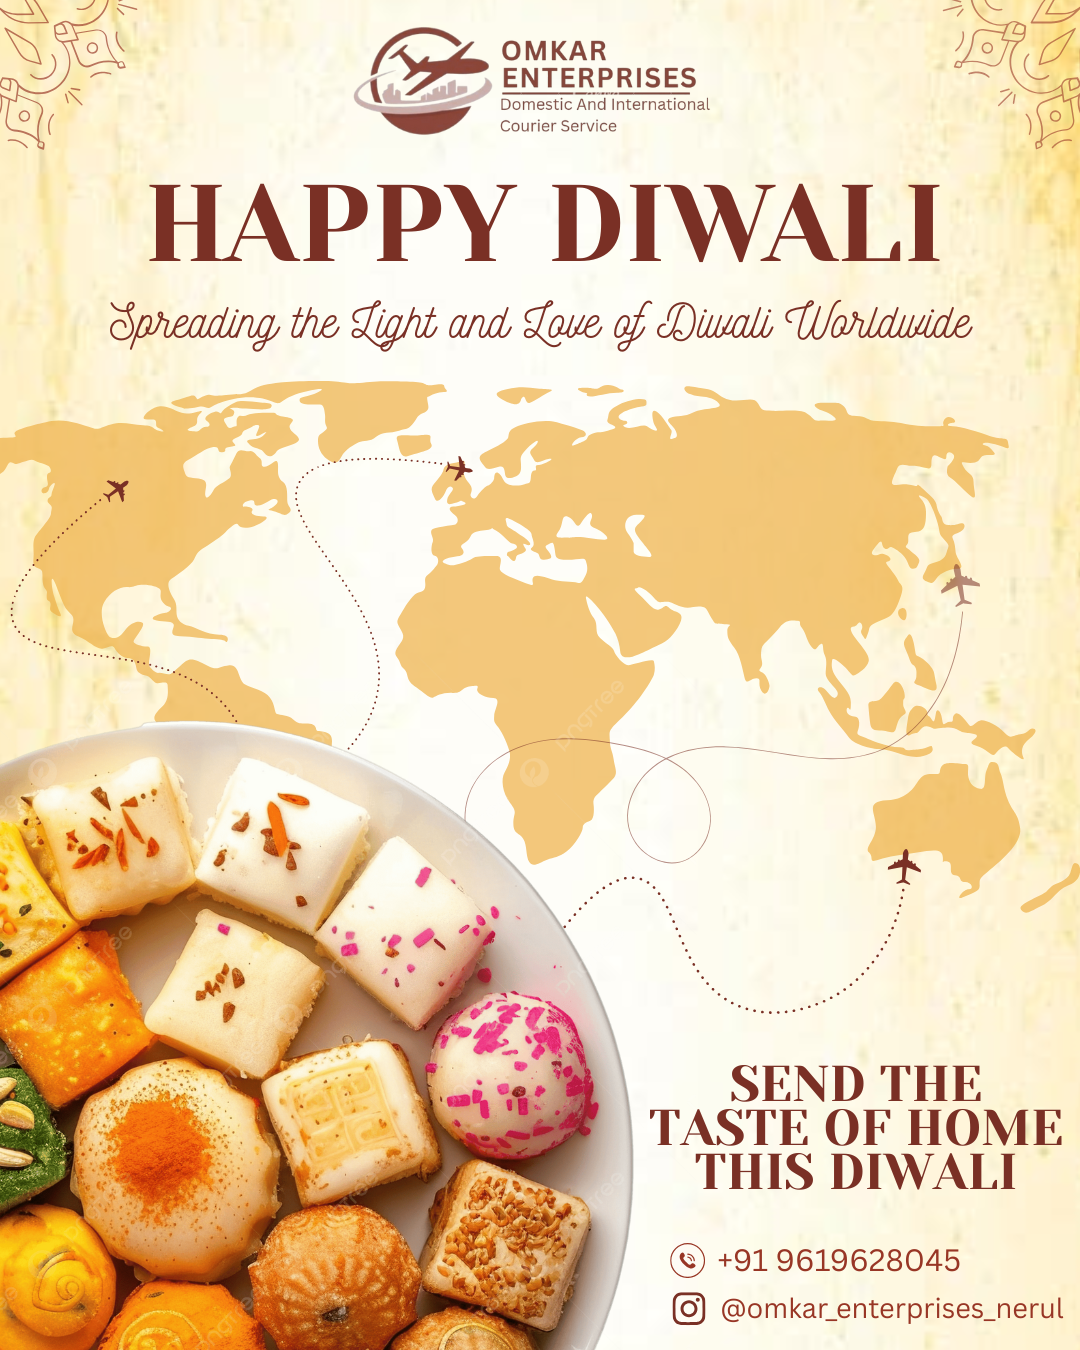 OMKAR
ENTERPRISES
Domestic And International
Courier Service
HAPPY DIWALI
Spreading the Light and Love of Diwali Worldwide
SEND THE
TASTE OF HOME
THIS DIWALI
+91 9619628045
@omkar_enterprises_nerul
pngtree